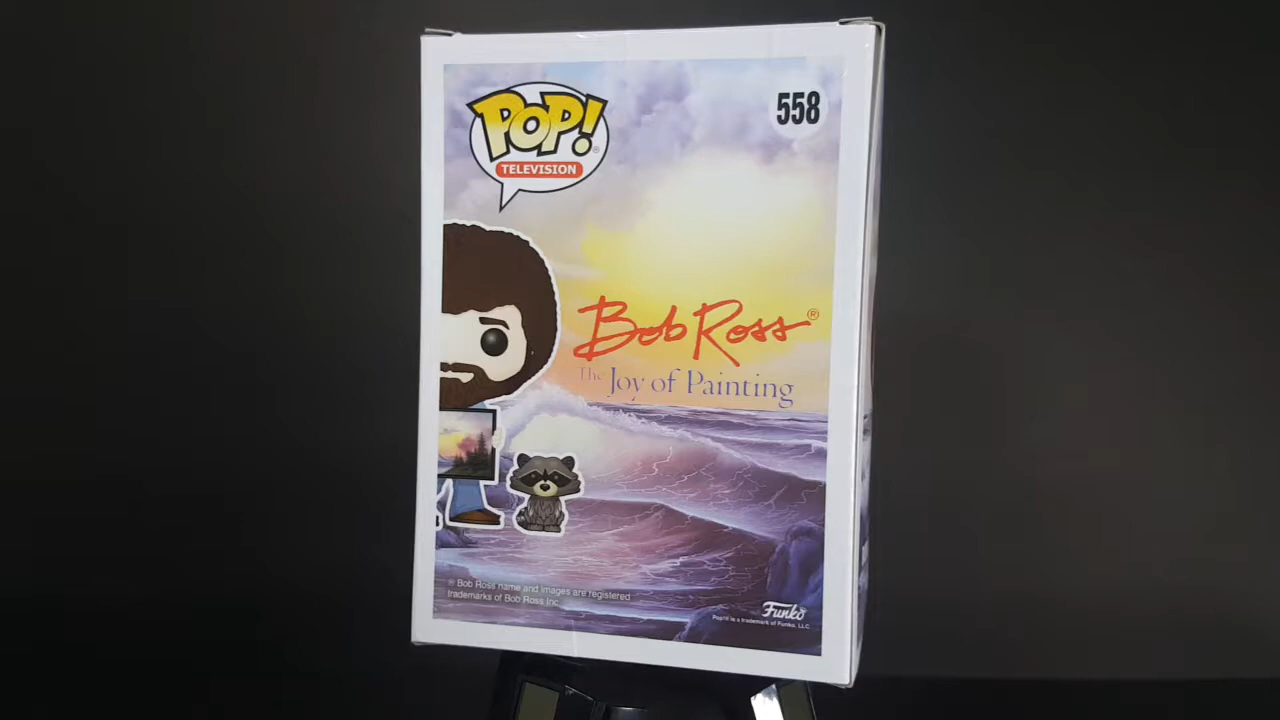 POP!®
TELEVISION
558
Bob Ross®
The Joy of Painting
® Bob Ross name and images are registered
trademarks of Bob Ross Inc.
Funko®
Pop!® is a trademark of Funko, LLC.